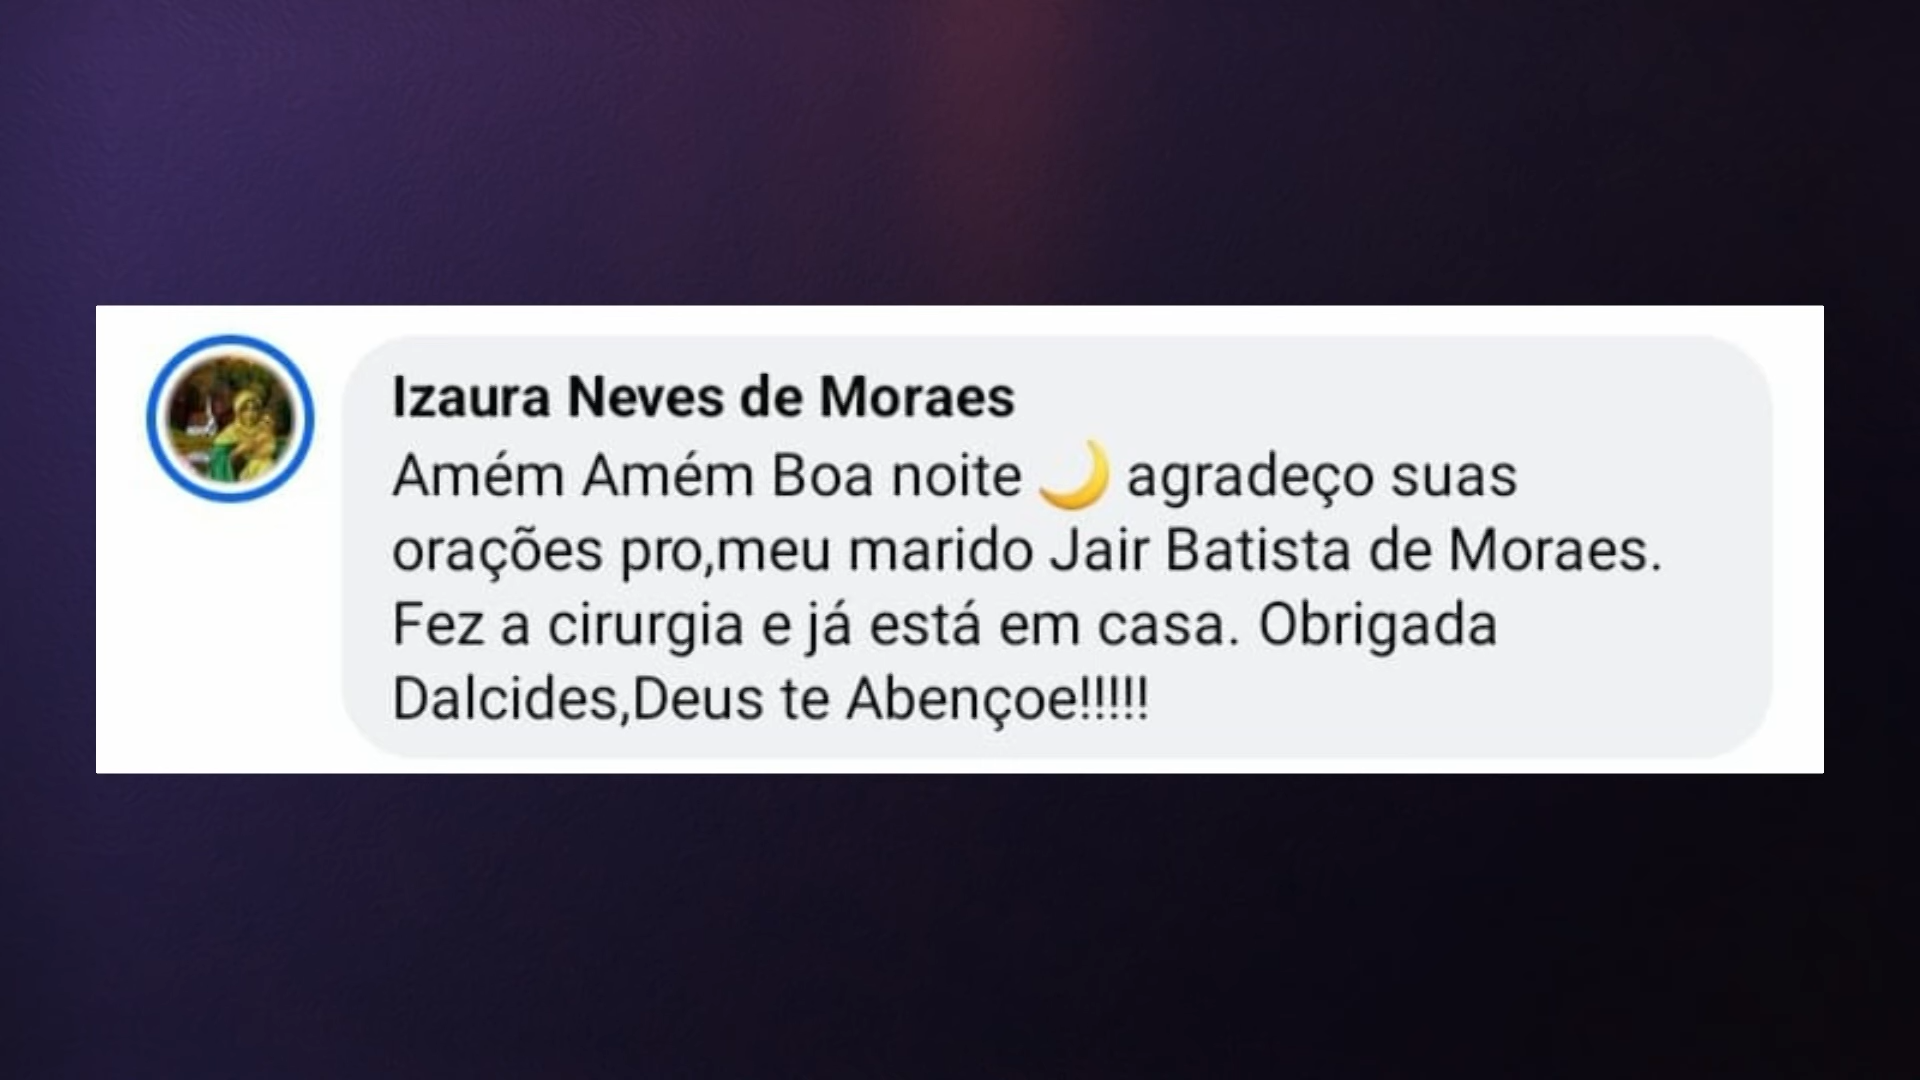 Izaura Neves de Moraes
Amém Amém Boa noite 🌙 agradeço suas
orações pro,meu marido Jair Batista de Moraes.
Fez a cirurgia e já está em casa. Obrigada
Dalcides,Deus te Abençoe!!!!!